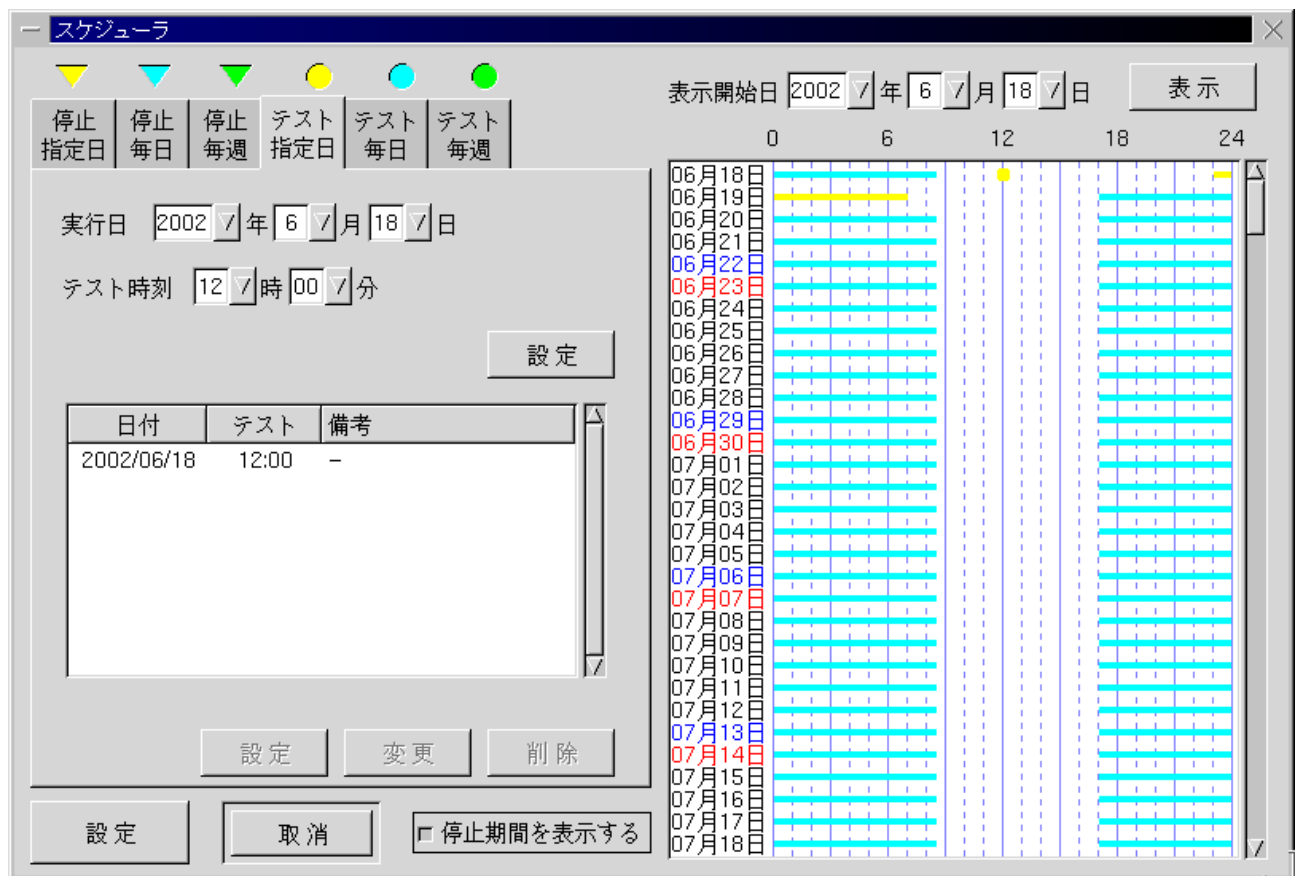 スケジューラ
停止
指定日
停止
毎日
停止
毎週
テスト
指定日
テスト
毎日
テスト
毎週
実行日 2002 年 6 月 18 日
テスト時刻 12 時 00 分
設定
日付 テスト 備考
2002/06/18 12:00 –
設定 変更 削除
設定 取消 停止期間を表示する
表示開始日 2002 年 6 月 18 日 表示
0 6 12 18 24
06月18日
06月19日
06月20日
06月21日
06月22日
06月23日
06月24日
06月25日
06月26日
06月27日
06月28日
06月29日
06月30日
07月01日
07月02日
07月03日
07月04日
07月05日
07月06日
07月07日
07月08日
07月09日
07月10日
07月11日
07月12日
07月13日
07月14日
07月15日
07月16日
07月17日
07月18日